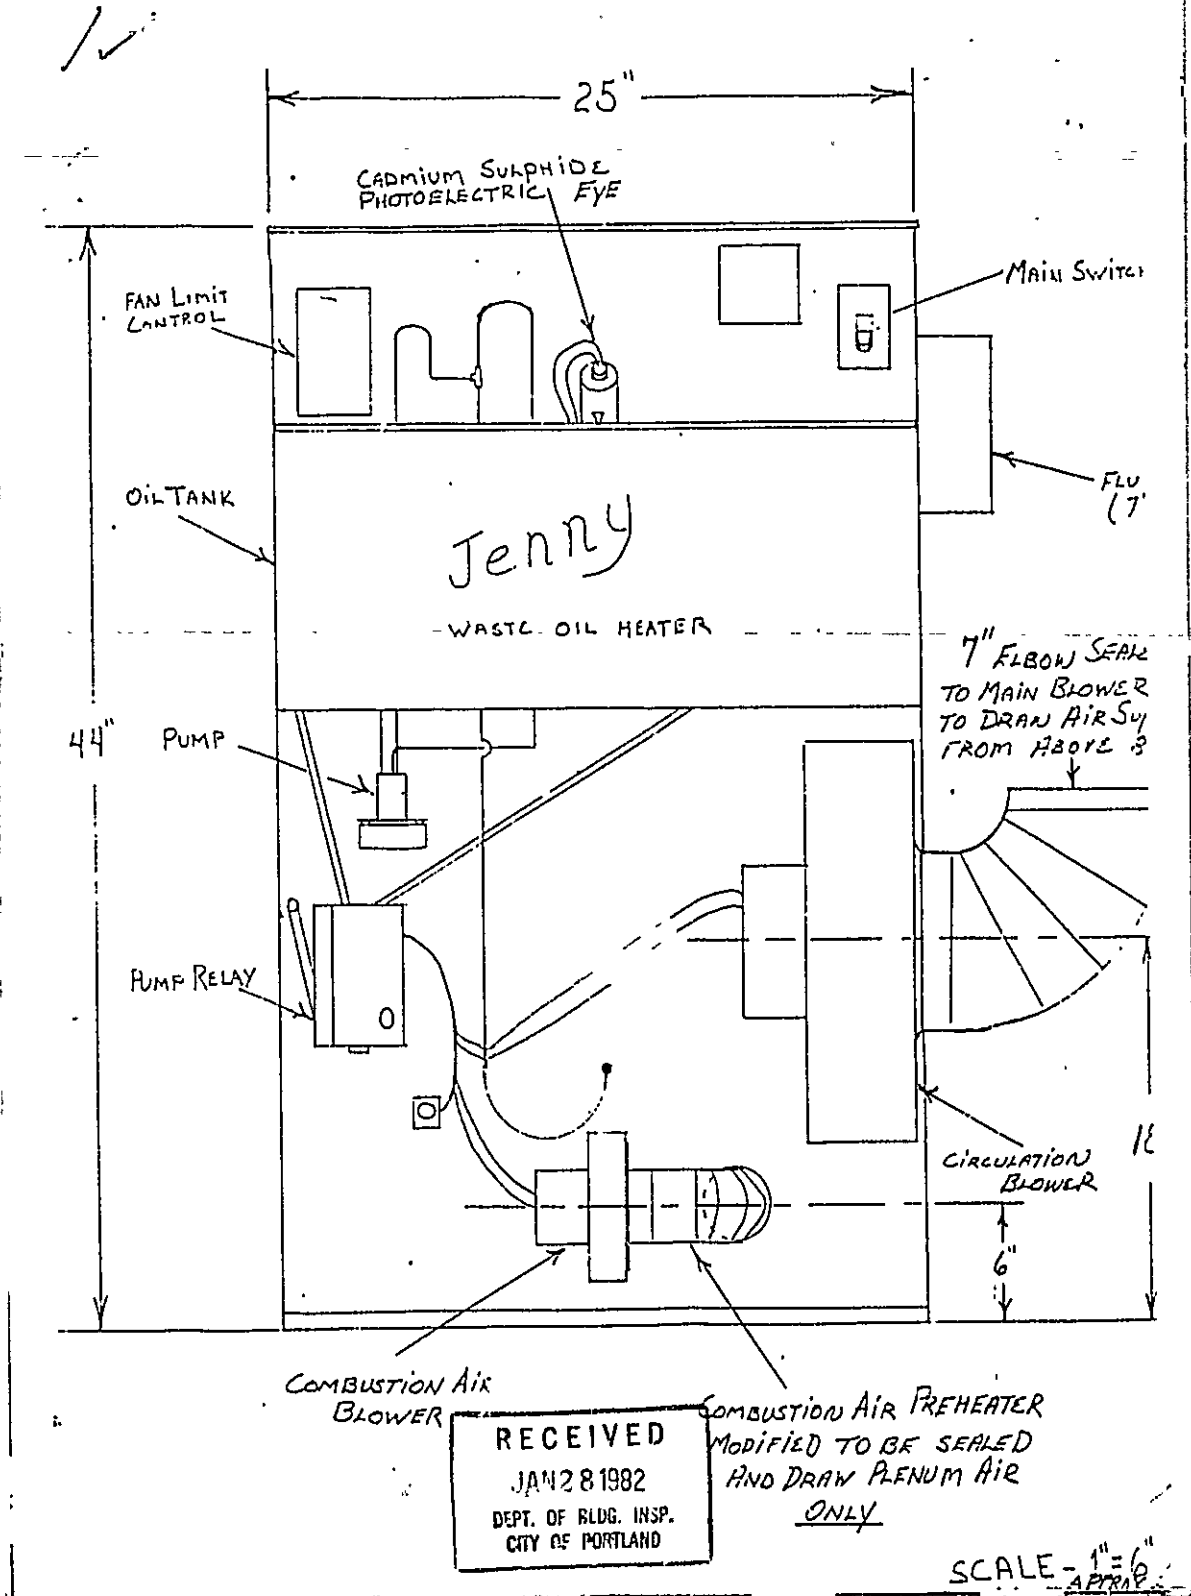 25"
CADMIUM SULPHIDE
PHOTOELECTRIC EYE
MAIN SWITCH
FAN LIMIT
CANTROL
OIL TANK
FLU
(7"
Jenny
WASTE OIL HEATER
7" ELBOW SEAL
TO MAIN BLOWER
TO DRAN AIR SU
FROM ABOVE
44"
PUMP
PUMP RELAY
CIRCULATION
BLOWER
6"
COMBUSTION AIR
BLOWER
COMBUSTION AIR PREHEATER
MODIFIED TO BE SEALED
AND DRAW PLENUM AIR
ONLY
RECEIVED
JAN 28 1982
DEPT. OF BLDG. INSP.
CITY OF PORTLAND
SCALE - 1" = 6"